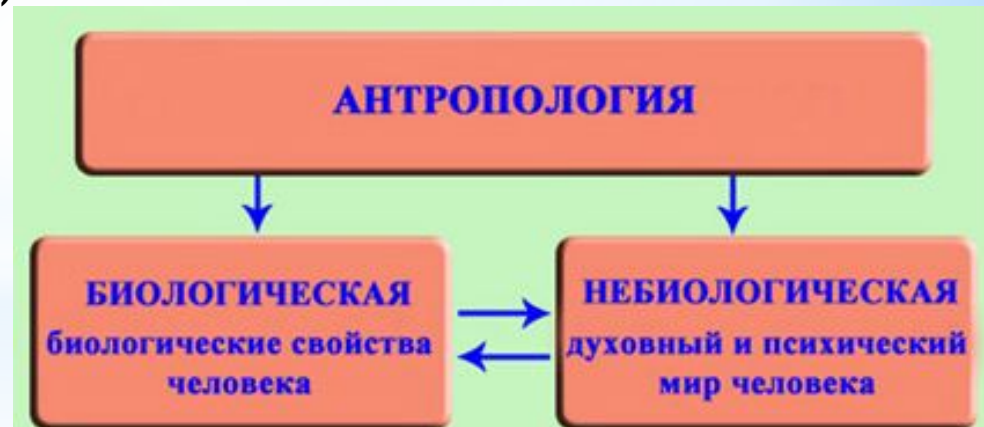 АНТРОПОЛОГИЯ
БИОЛОГИЧЕСКАЯ
биологические свойства
человека
НЕБИОЛОГИЧЕСКАЯ
духовный и психический
мир человека